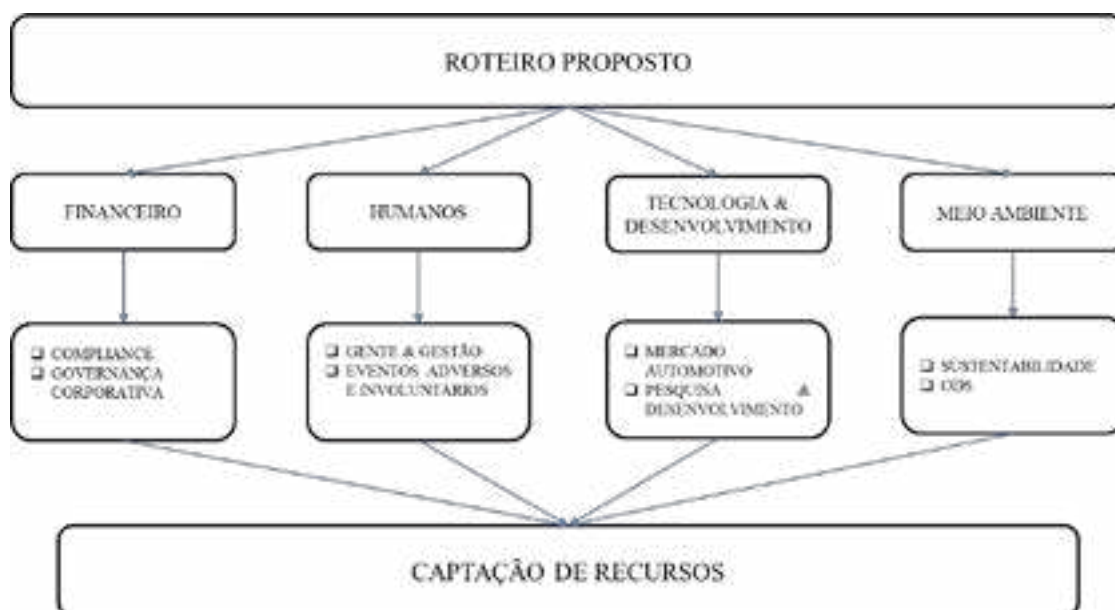 ROTEIRO PROPOSTO
FINANCEIRO
HUMANOS
TECNOLOGIA &
DESENVOLVIMENTO
MEIO AMBIENTE
❑ COMPLIANCE
❑ GOVERNANÇA
CORPORATIVA
❑ GENTE & GESTÃO
❑ EVENTOS ADVERSOS
E INVOLUNTÁRIOS
❑ MERCADO
AUTOMOTIVO
❑ PESQUISA &
DESENVOLVIMENTO
❑ SUSTENTABILIDADE
❑ ODS
CAPTAÇÃO DE RECURSOS